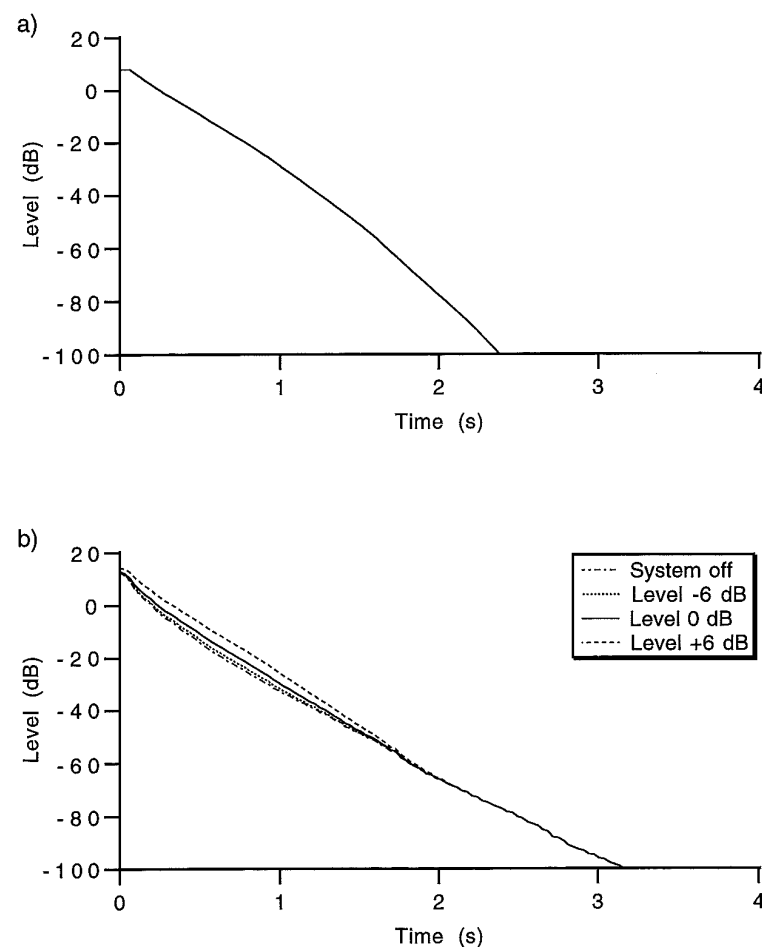 a)
20
0
-20
-40
-60
-80
-100
Level (dB)
0 1 2 3 4
Time (s)
b)
20
0
-20
-40
-60
-80
-100
Level (dB)
0 1 2 3 4
Time (s)
System off
Level -6 dB
Level 0 dB
Level +6 dB